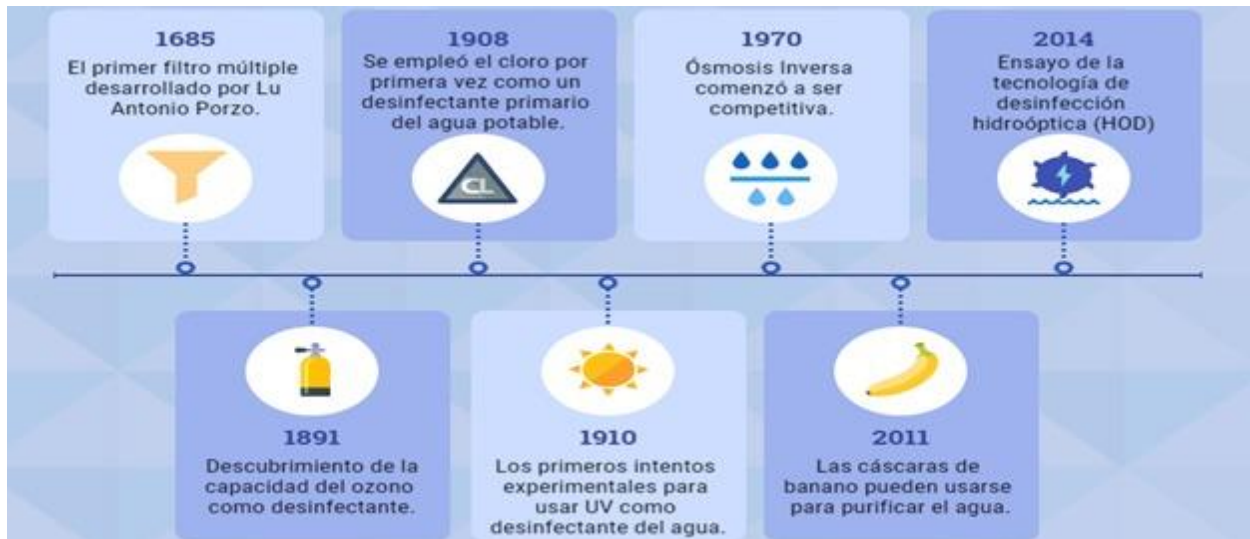 1685
El primer filtro múltiple
desarrollado por Lu
Antonio Porzo.
1908
Se empleó el cloro por
primera vez como un
desinfectante primario
del agua potable.
CL
1970
Ósmosis Inversa
comenzó a ser
competitiva.
2014
Ensayo de la
tecnología de
desinfección
hidroóptica (HOD)
1891
Descubrimiento de la
capacidad del ozono
como desinfectante.
1910
Los primeros intentos
experimentales para
usar UV como
desinfectante del agua.
2011
Las cáscaras de
banano pueden usarse
para purificar el agua.